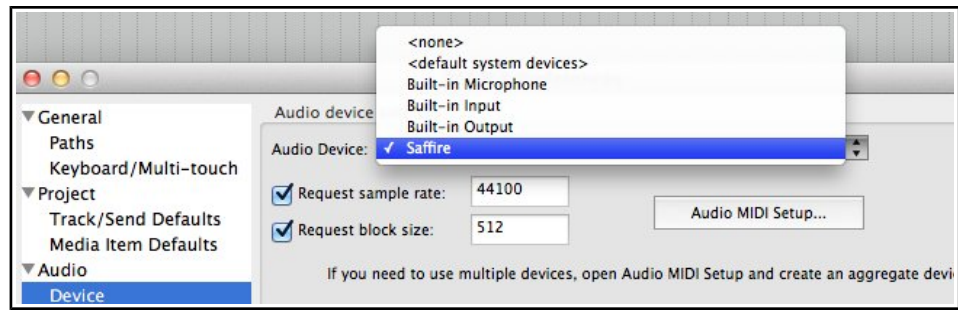 <none>
<default system devices>
Built-in Microphone
Built-in Input
Built-in Output
✓ Saffire
General
Paths
Keyboard/Multi-touch
Project
Track/Send Defaults
Media Item Defaults
Audio
Device
Audio device
Audio Device:
Request sample rate: 44100
Request block size: 512
Audio MIDI Setup...
If you need to use multiple devices, open Audio MIDI Setup and create an aggregate devi